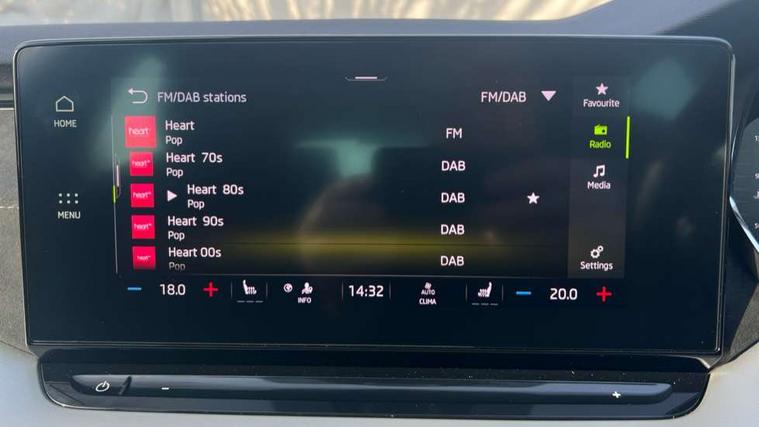 FM/DAB stations
FM/DAB
Favourite
HOME
MENU
heart
Heart
Pop
FM
Radio
heart
Heart 70s
Pop
DAB
heart
Heart 80s
Pop
DAB
Media
heart
Heart 90s
Pop
DAB
heart
Heart 00s
Pop
DAB
Settings
18.0
INFO
14:32
AUTO
CLIMA
20.0